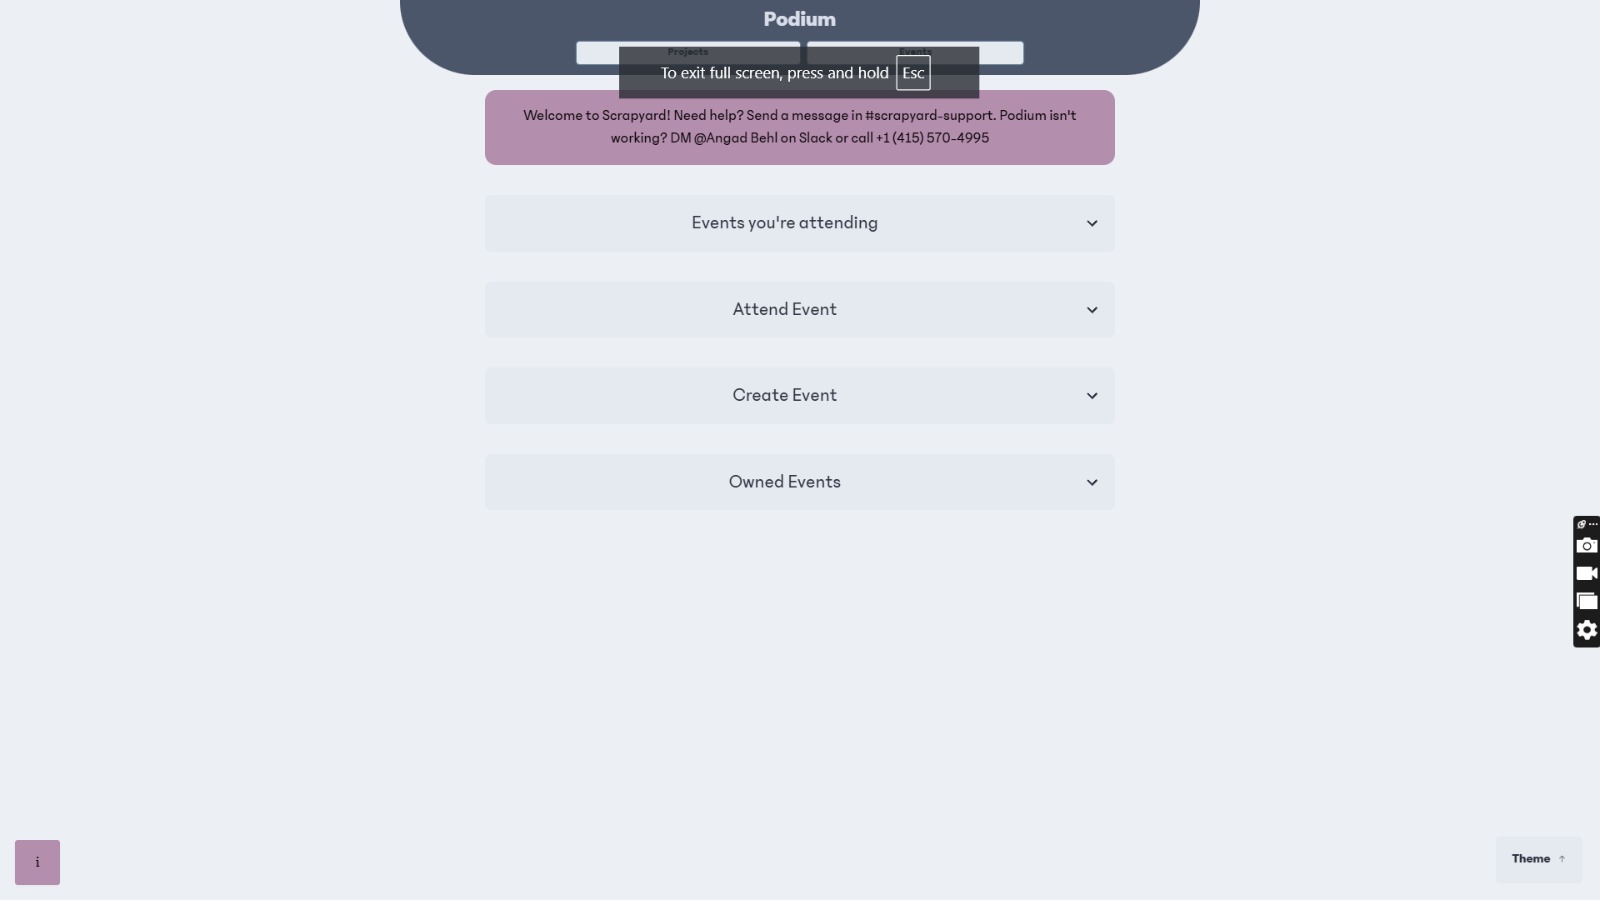 Podium
Projects
Events
To exit full screen, press and hold Esc
Welcome to Scrapyard! Need help? Send a message in #scrapyard-support. Podium isn't
working? DM @Angad Behl on Slack or call +1 (415) 570-4995
Events you're attending
Attend Event
Create Event
Owned Events
i
Theme ↑